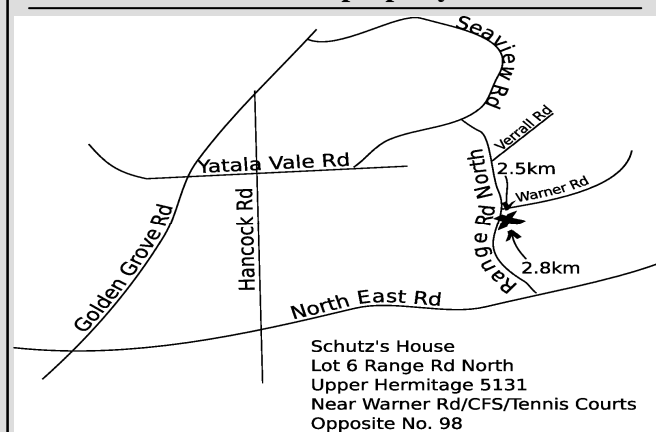 Seaview Rd
Verrall Rd
Yatala Vale Rd
2.5km
Warner Rd
Range Rd North
Hancock Rd
Golden Grove Rd
2.8km
North East Rd
Schutz's House
Lot 6 Range Rd North
Upper Hermitage 5131
Near Warner Rd/CFS/Tennis Courts
Opposite No. 98